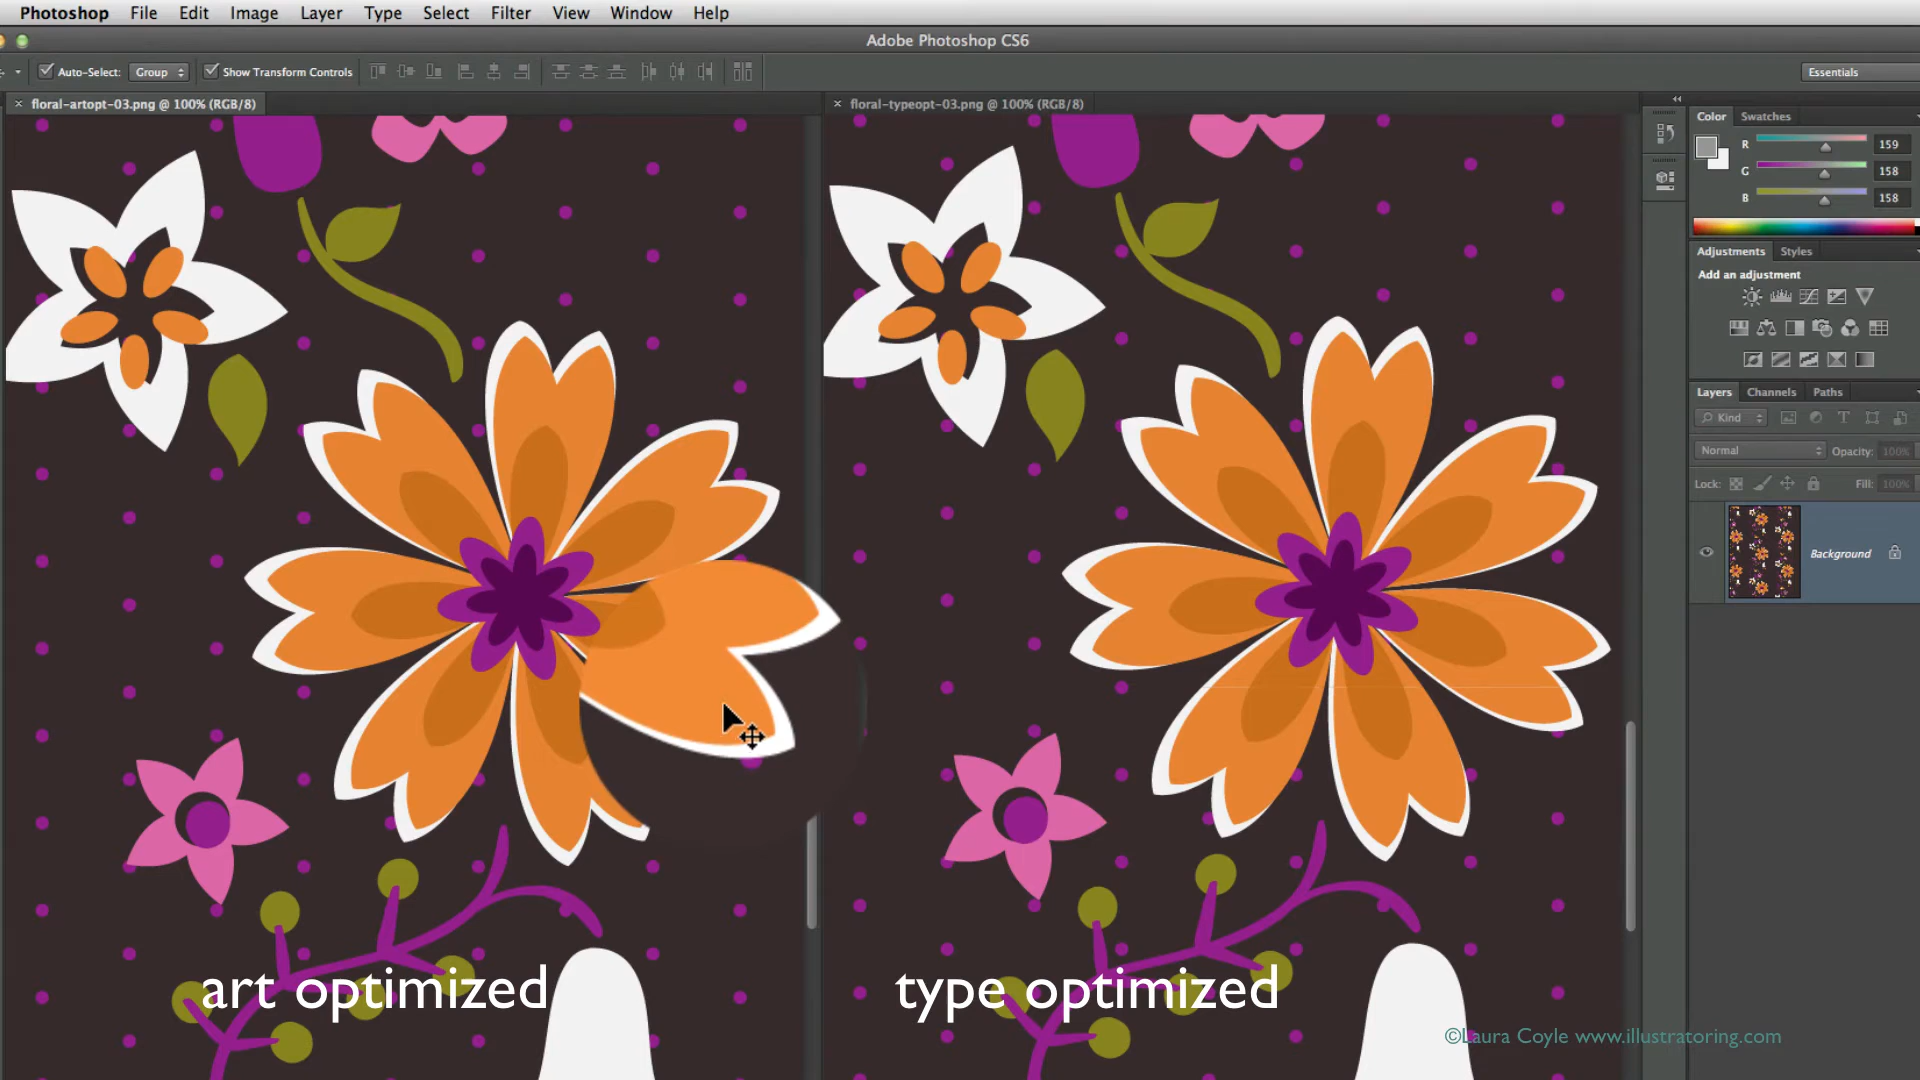 Photoshop File Edit Image Layer Type Select Filter View Window Help
Adobe Photoshop CS6
Auto-Select: Group Show Transform Controls Essentials
× floral-artopt-03.png @ 100% (RGB/8) × floral-typeopt-03.png @ 100% (RGB/8)
Color Swatches
R 159
G 158
B 158
Adjustments Styles
Add an adjustment
Layers Channels Paths
Kind
Normal Opacity: 100%
Lock: Fill: 100%
Background
art optimized
type optimized
©Laura Coyle www.illustratoring.com